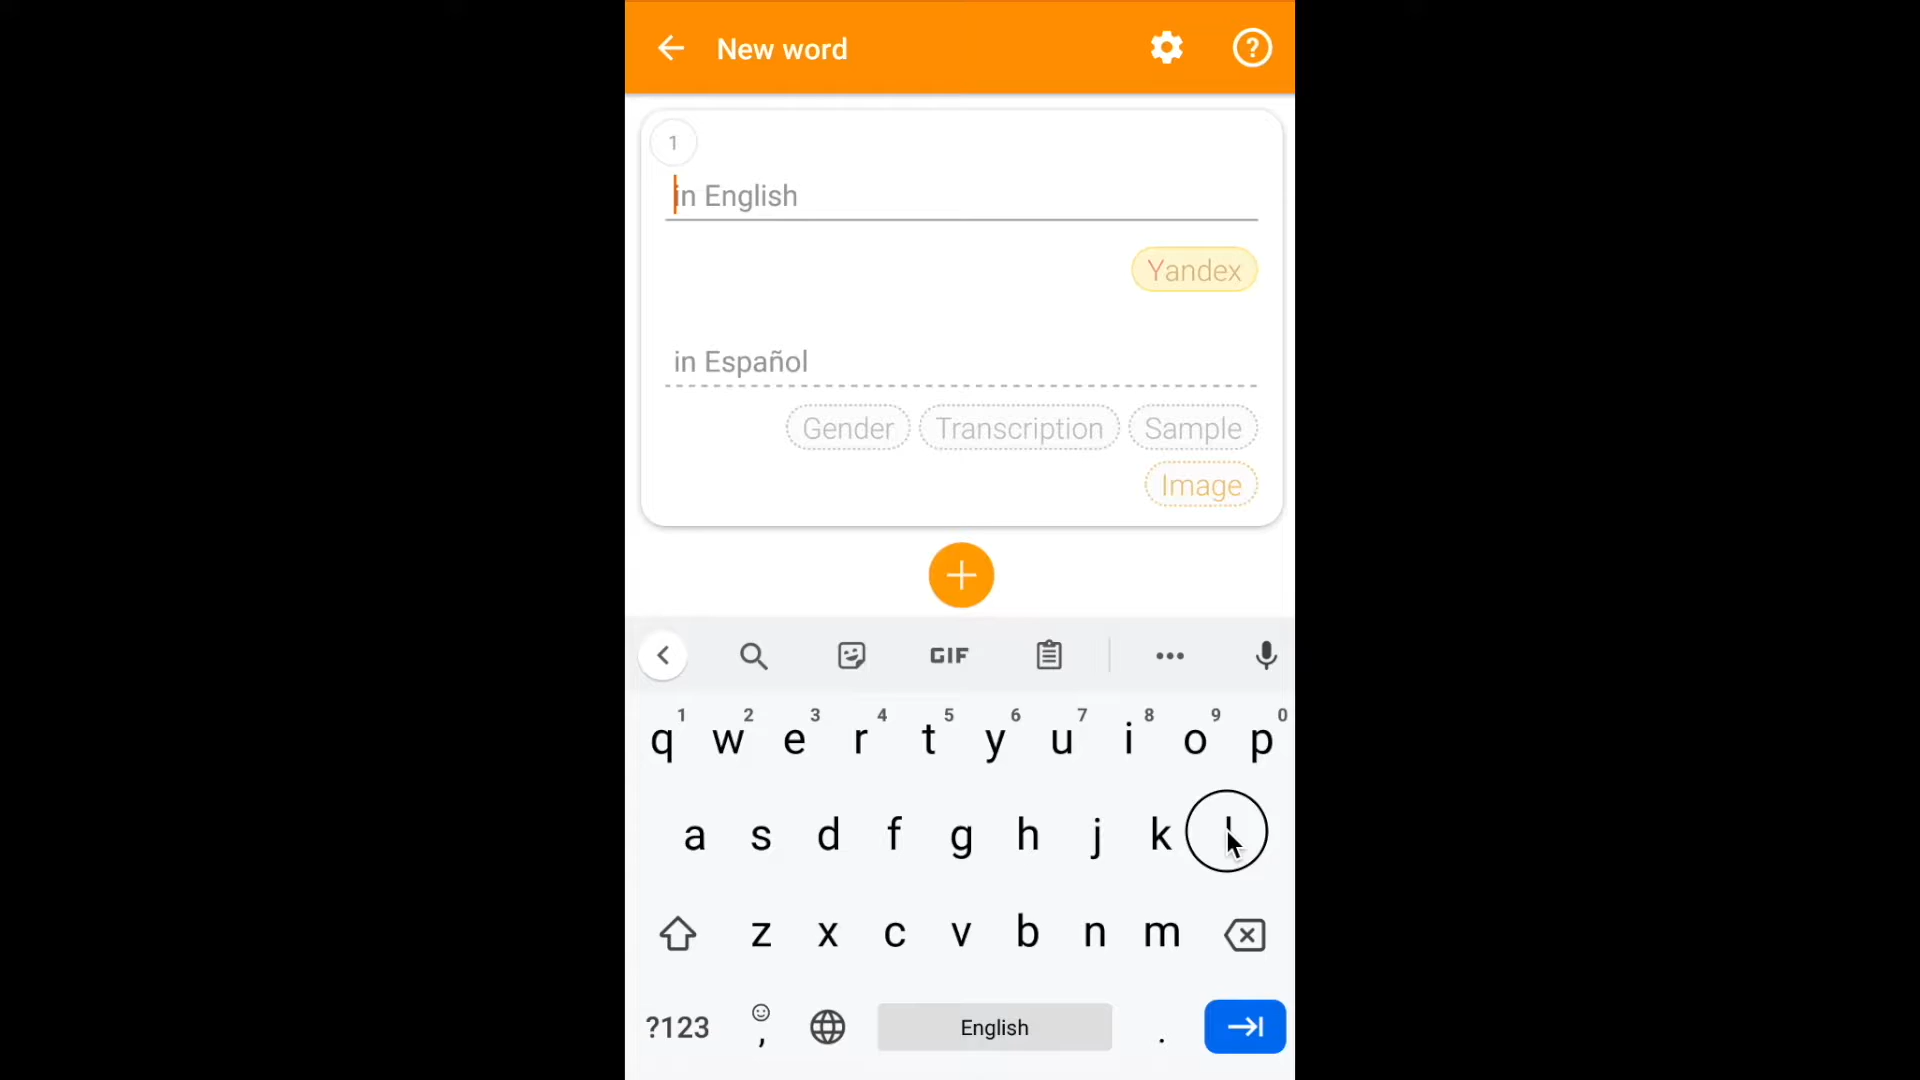 New word ?
1
in English
Yandex
in Español
Gender Transcription Sample
Image
GIF
1 2 3 4 5 6 7 8 9 0
q w e r t y u i o p
a s d f g h j k l
z x c v b n m
?123 , English .